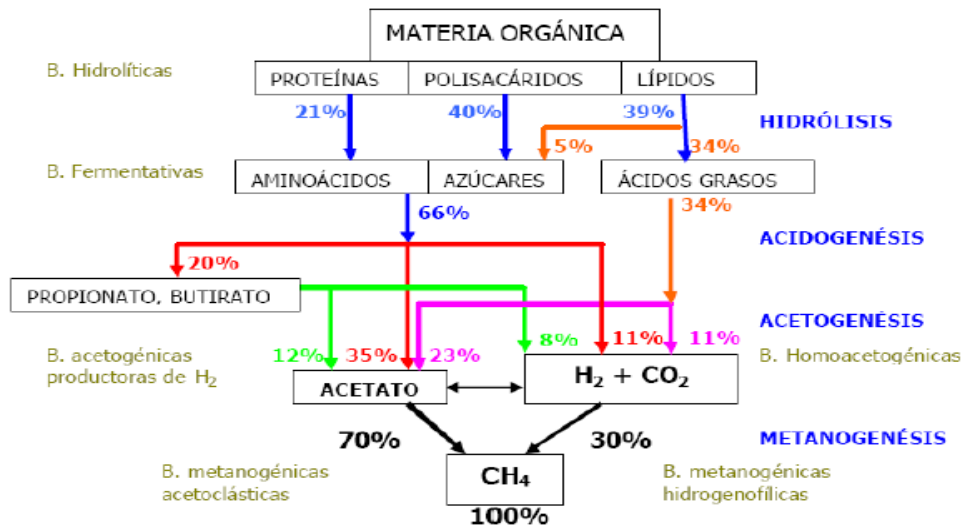 MATERIA ORGÁNICA
B. Hidrolíticas
PROTEÍNAS
POLISACÁRIDOS
LÍPIDOS
21%
40%
39%
HIDRÓLISIS
5%
34%
B. Fermentativas
AMINOÁCIDOS
AZÚCARES
ÁCIDOS GRASOS
66%
34%
ACIDOGENÉSIS
20%
PROPIONATO, BUTIRATO
ACETOGENÉSIS
12%
35%
23%
8%
11%
11%
B. acetogénicas
productoras de H₂
B. Homoacetogénicas
ACETATO
H₂ + CO₂
70%
30%
METANOGENÉSIS
B. metanogénicas
acetoclásticas
CH₄
B. metanogénicas
hidrogenofílicas
100%